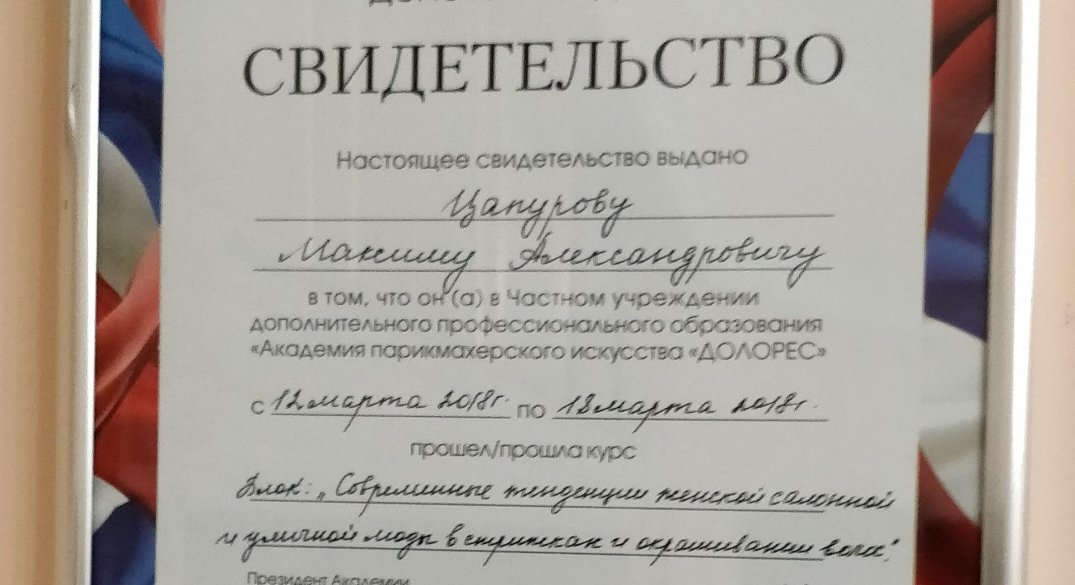 СВИДЕТЕЛЬСТВО
Настоящее свидетельство выдано
Цапурову
Максиму Александровичу
в том, что он (а) в Частном учреждении
дополнительного профессионального образования
«Академия парикмахерского искусства «ДОЛОРЕС»
с 12 марта 2018г. по 18 марта 2018г.
прошел/прошла курс
Блок: „Современные тенденции женской салонной
и уличной моды в стрижках и окрашивании волос".
Президент Академии